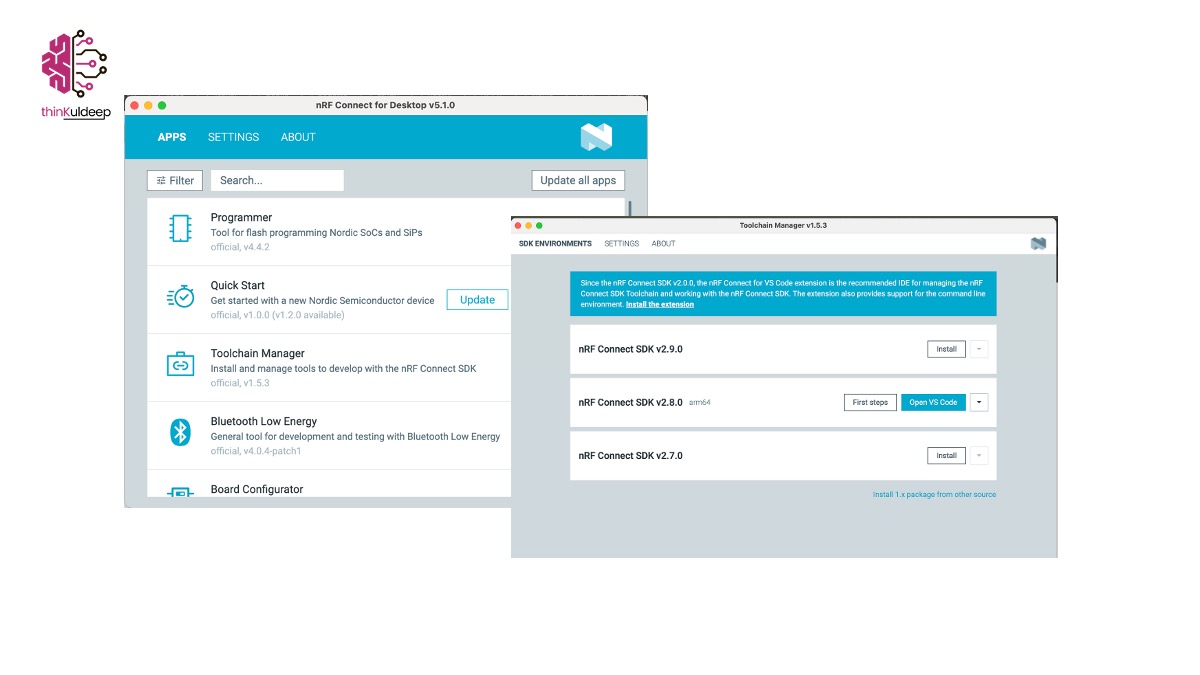 thinKuldeep
nRF Connect for Desktop v5.1.0
APPS SETTINGS ABOUT
Filter Search... Update all apps
Programmer
Tool for flash programming Nordic SoCs and SiPs
official, v4.4.2
Quick Start
Get started with a new Nordic Semiconductor device
Update
official, v1.0.0 (v1.2.0 available)
Toolchain Manager
Install and manage tools to develop with the nRF Connect SDK
official, v1.5.3
Bluetooth Low Energy
General tool for development and testing with Bluetooth Low Energy
official, v4.0.4-patch1
Board Configurator
Toolchain Manager v1.5.3
SDK ENVIRONMENTS SETTINGS ABOUT
Since the nRF Connect SDK v2.0.0, the nRF Connect for VS Code extension is the recommended IDE for managing the nRF
Connect SDK Toolchain and working with the nRF Connect SDK. The extension also provides support for the command line
environment. Install the extension
nRF Connect SDK v2.9.0 Install
nRF Connect SDK v2.8.0 arm64 First steps Open VS Code
nRF Connect SDK v2.7.0 Install
Install 1.x package from other source